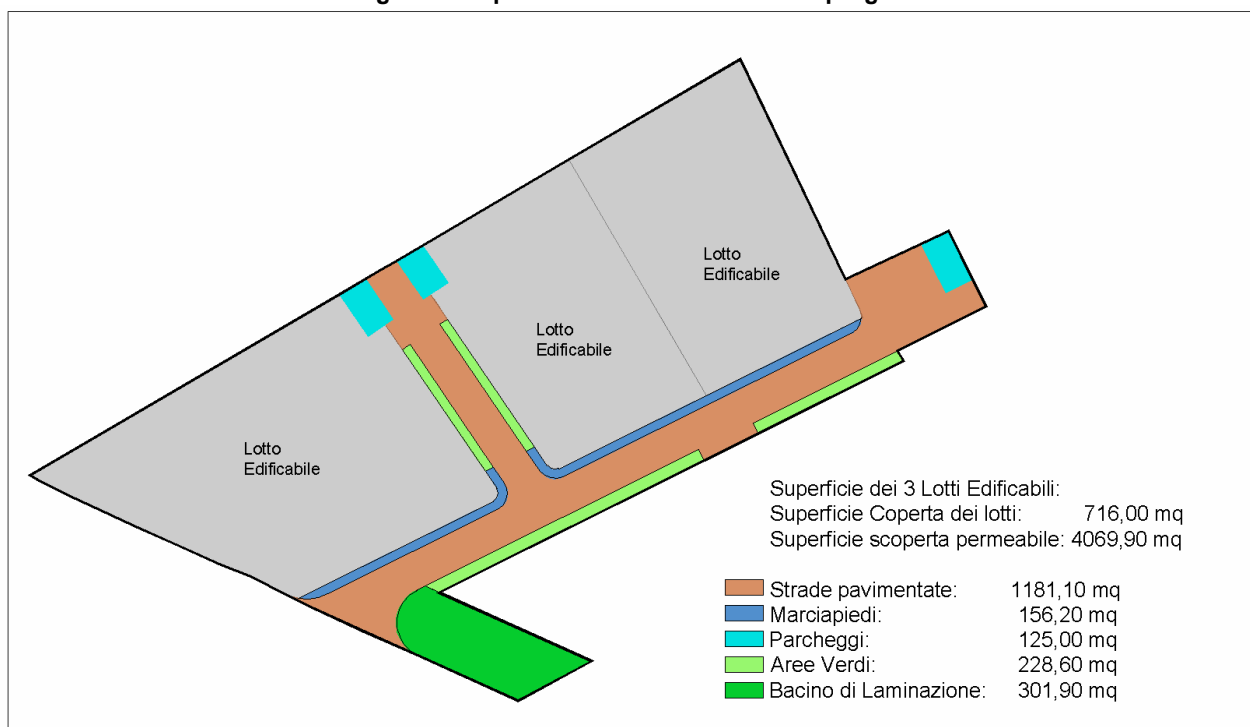 Lotto
Edificabile
Lotto
Edificabile
Lotto
Edificabile
Superficie dei 3 Lotti Edificabili:
Superficie Coperta dei lotti: 716,00 mq
Superficie scoperta permeabile: 4069,90 mq
Strade pavimentate: 1181,10 mq
Marciapiedi: 156,20 mq
Parcheggi: 125,00 mq
Aree Verdi: 228,60 mq
Bacino di Laminazione: 301,90 mq